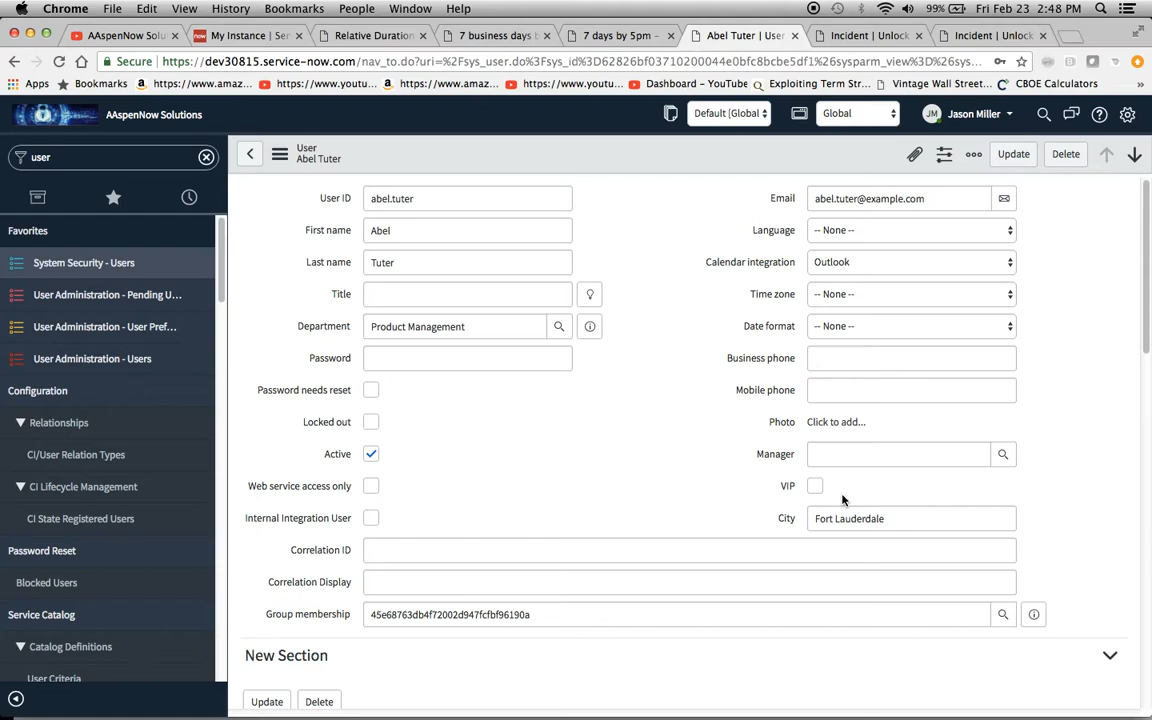 Chrome File Edit View History Bookmarks People Window Help 99% Fri Feb 23 2:48 PM
AAspenNow Solutions My Instance | Ser Relative Duration 7 business days b 7 days by 5pm – Abel Tuter | User Incident | Unlock Incident | Unlock
Secure https://dev30815.service-now.com/nav_to.do?uri=%2Fsys_user.do%3Fsys_id%3D62826bf03710200044e0bfc8bcbe5df1%26sysparm_view%3D%26sys...
Apps Bookmarks https://www.amaz... https://www.youtu... https://www.amaz... https://www.youtu... Dashboard – YouTube Exploiting Term Str... Vintage Wall Street... CBOE Calculators »
AAspenNow Solutions Default [Global Global JM Jason Miller
user
User
Abel Tuter
Update Delete
Favorites
System Security - Users
User Administration - Pending U...
User Administration - User Pref...
User Administration - Users
Configuration
Relationships
CI/User Relation Types
CI Lifecycle Management
CI State Registered Users
Password Reset
Blocked Users
Service Catalog
Catalog Definitions
User Criteria
User ID abel.tuter
First name Abel
Last name Tuter
Title
Department Product Management
Password
Password needs reset
Locked out
Active
Web service access only
Internal Integration User
Email abel.tuter@example.com
Language -- None --
Calendar integration Outlook
Time zone -- None --
Date format -- None --
Business phone
Mobile phone
Photo Click to add...
Manager
VIP
City Fort Lauderdale
Correlation ID
Correlation Display
Group membership 45e68763db4f72002d947fcfbf96190a
New Section
Update Delete